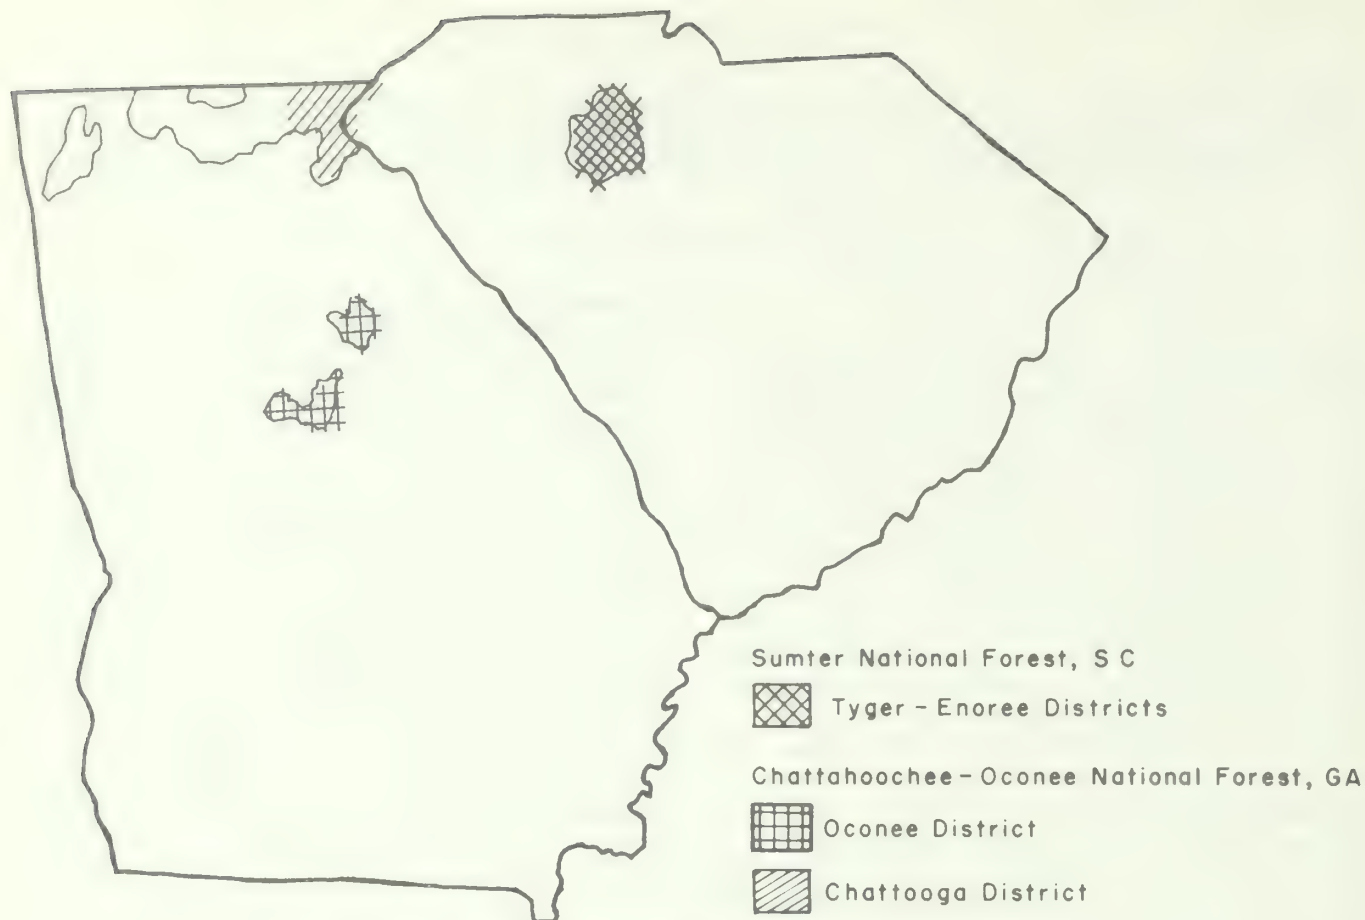 Sumter National Forest, S C
Tyger - Enoree Districts
Chattahoochee - Oconee National Forest, GA
Oconee District
Chattooga District